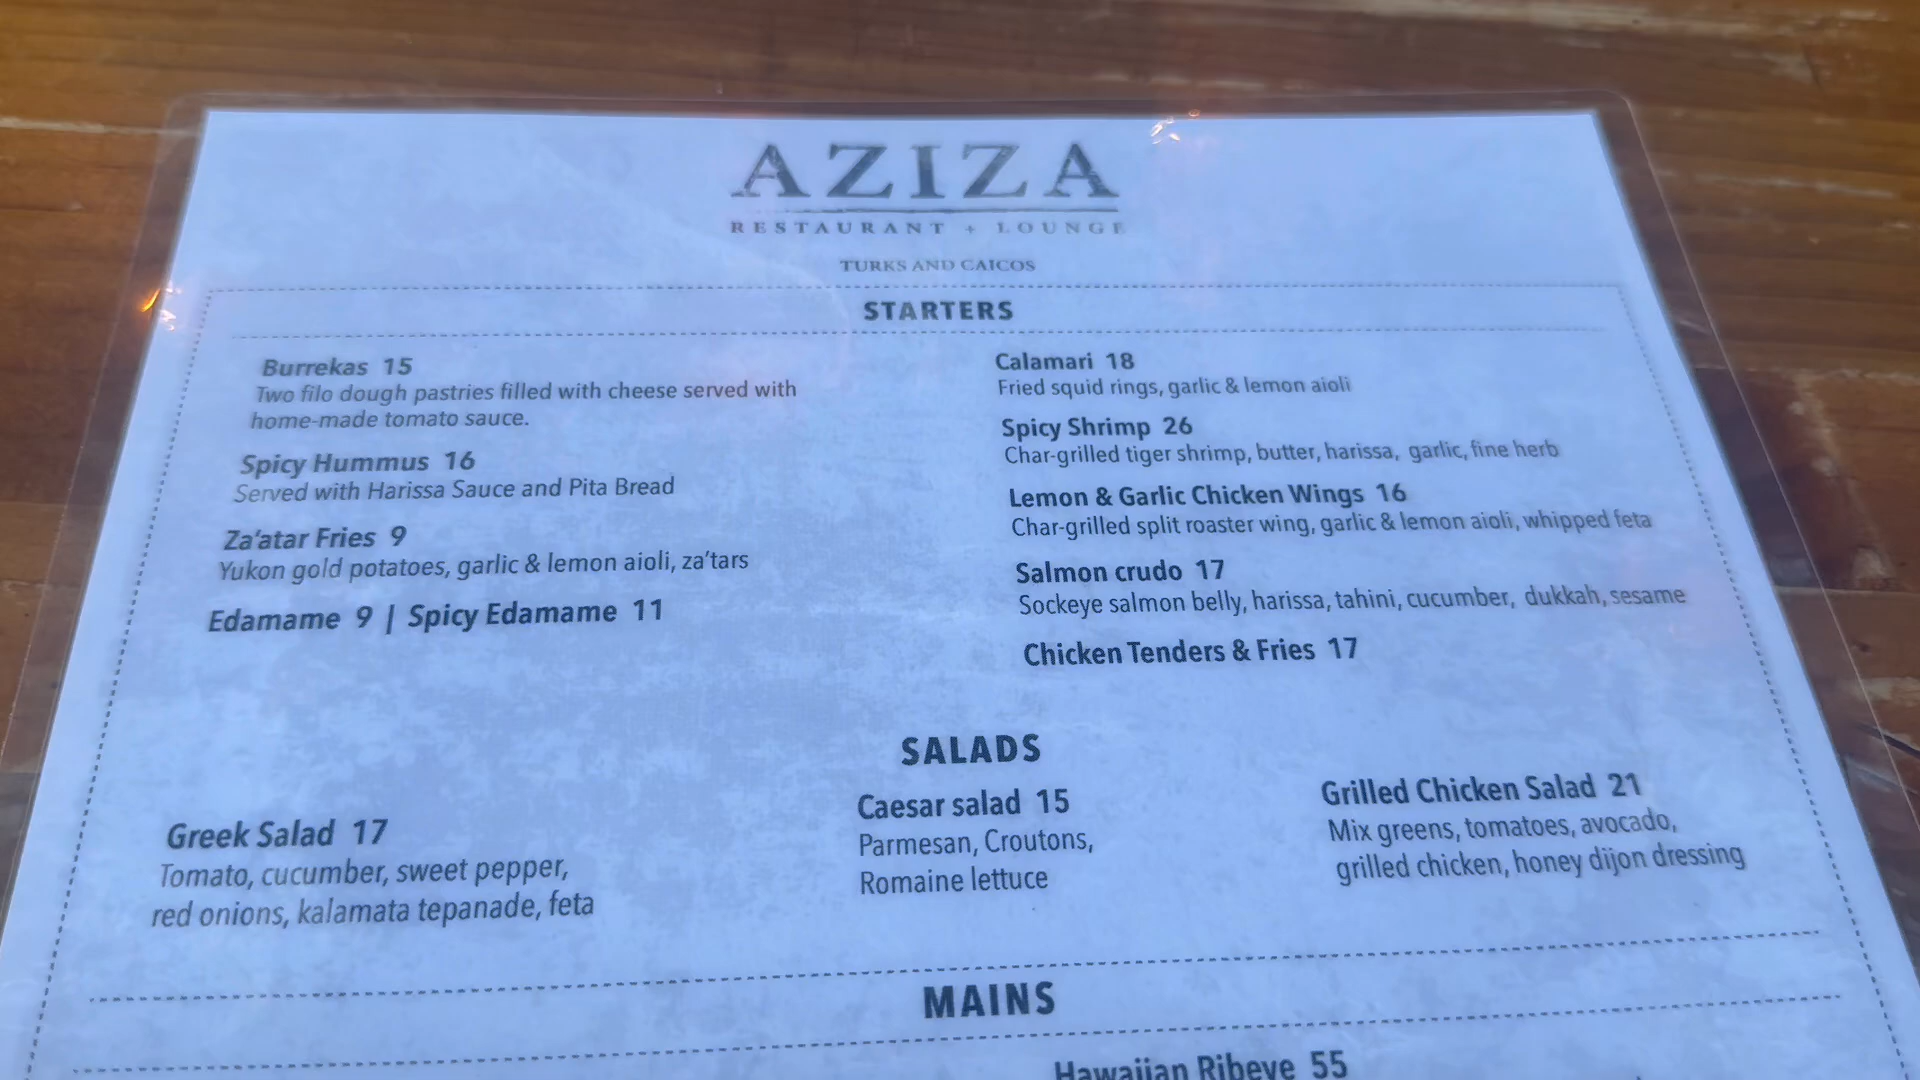 AZIZA
RESTAURANT + LOUNGE
TURKS AND CAICOS
STARTERS
Burrekas 15
Two filo dough pastries filled with cheese served with
home-made tomato sauce.
Spicy Hummus 16
Served with Harissa Sauce and Pita Bread
Za'atar Fries 9
Yukon gold potatoes, garlic & lemon aioli, za'tars
Edamame 9 | Spicy Edamame 11
Calamari 18
Fried squid rings, garlic & lemon aioli
Spicy Shrimp 26
Char-grilled tiger shrimp, butter, harissa, garlic, fine herb
Lemon & Garlic Chicken Wings 16
Char-grilled split roaster wing, garlic & lemon aioli, whipped feta
Salmon crudo 17
Sockeye salmon belly, harissa, tahini, cucumber, dukkah, sesame
Chicken Tenders & Fries 17
SALADS
Greek Salad 17
Tomato, cucumber, sweet pepper,
red onions, kalamata tepanade, feta
Caesar salad 15
Parmesan, Croutons,
Romaine lettuce
Grilled Chicken Salad 21
Mix greens, tomatoes, avocado,
grilled chicken, honey dijon dressing
MAINS
Hawaiian Ribeye 55